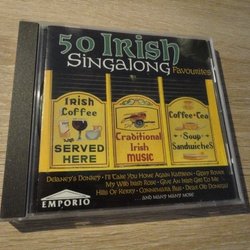 50 IRISH
SINGALONG
Favourites
IRISH
COFFEE
SERVED
HERE
Traditional
Irish
MUSIC
Coffee - Tea
Soup
Sandwiches
Delaney's Donkey • I'll Take You Home Again Kathleen • Gipsy Rover
My Wild Irish Rose • Give An Irish Girl To Me
Hills Of Kerry • Connemara Bus • Dear Old Donegal
and many many more
EMPORIO